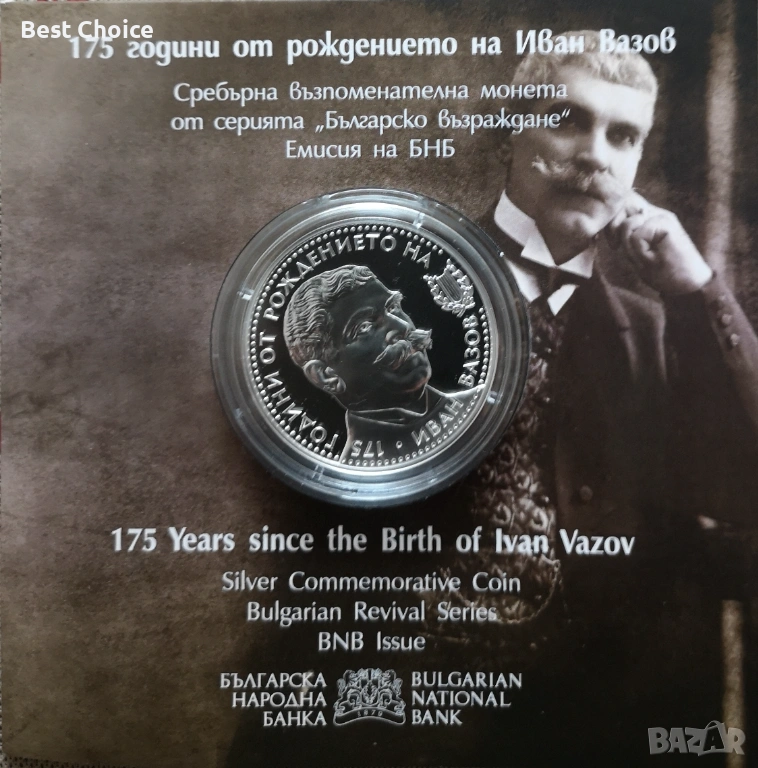 Best Choice
175 години от рождението на Иван Вазов
Сребърна възпоменателна монета
от серията „Българско възраждане“
Емисия на БНБ
175 ГОДИНИ ОТ РОЖДЕНИЕТО НА
ИВАН ВАЗОВ
175 Years since the Birth of Ivan Vazov
Silver Commemorative Coin
Bulgarian Revival Series
BNB Issue
БЪЛГАРСКА
НАРОДНА
БАНКА
1879
BULGARIAN
NATIONAL
BANK
BAZAR